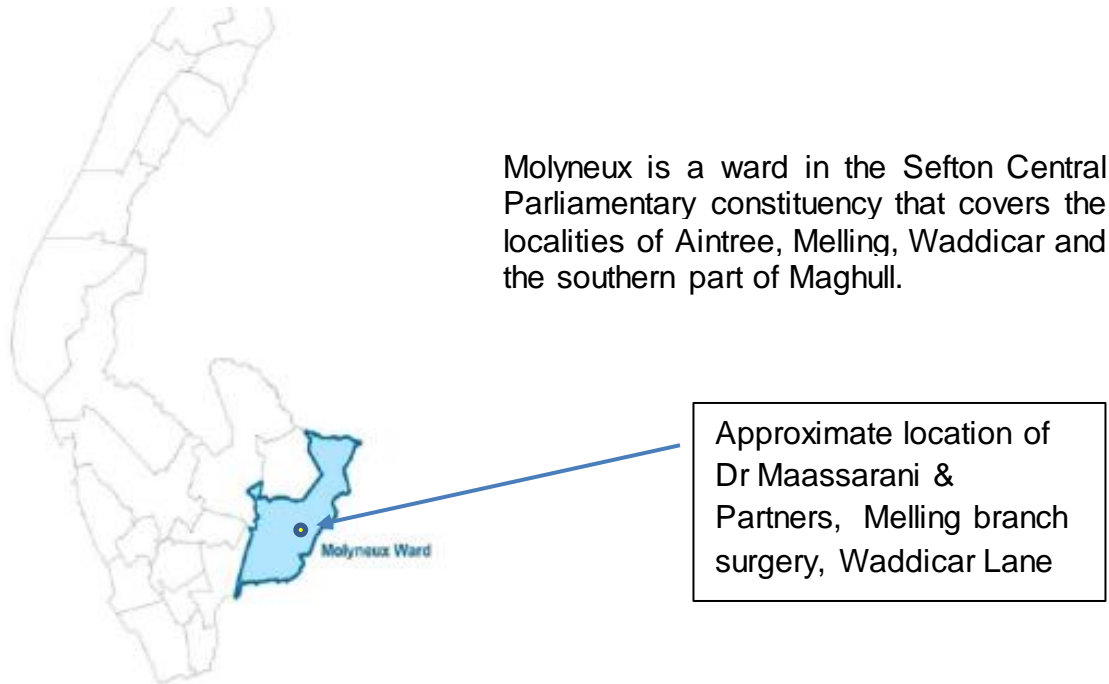 Molyneux is a ward in the Sefton Central
Parliamentary constituency that covers the
localities of Aintree, Melling, Waddicar and
the southern part of Maghull.
Approximate location of
Dr Maassarani &
Partners, Melling branch
surgery, Waddicar Lane
Molyneux Ward